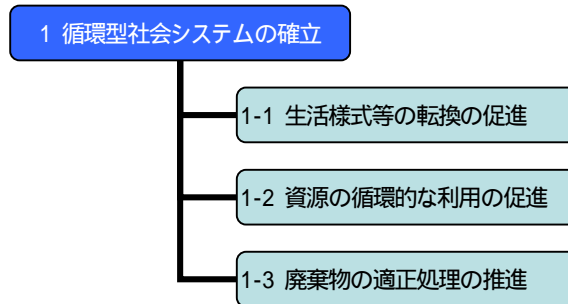 1 循環型社会システムの確立
1-1 生活様式等の転換の促進
1-2 資源の循環的な利用の促進
1-3 廃棄物の適正処理の推進